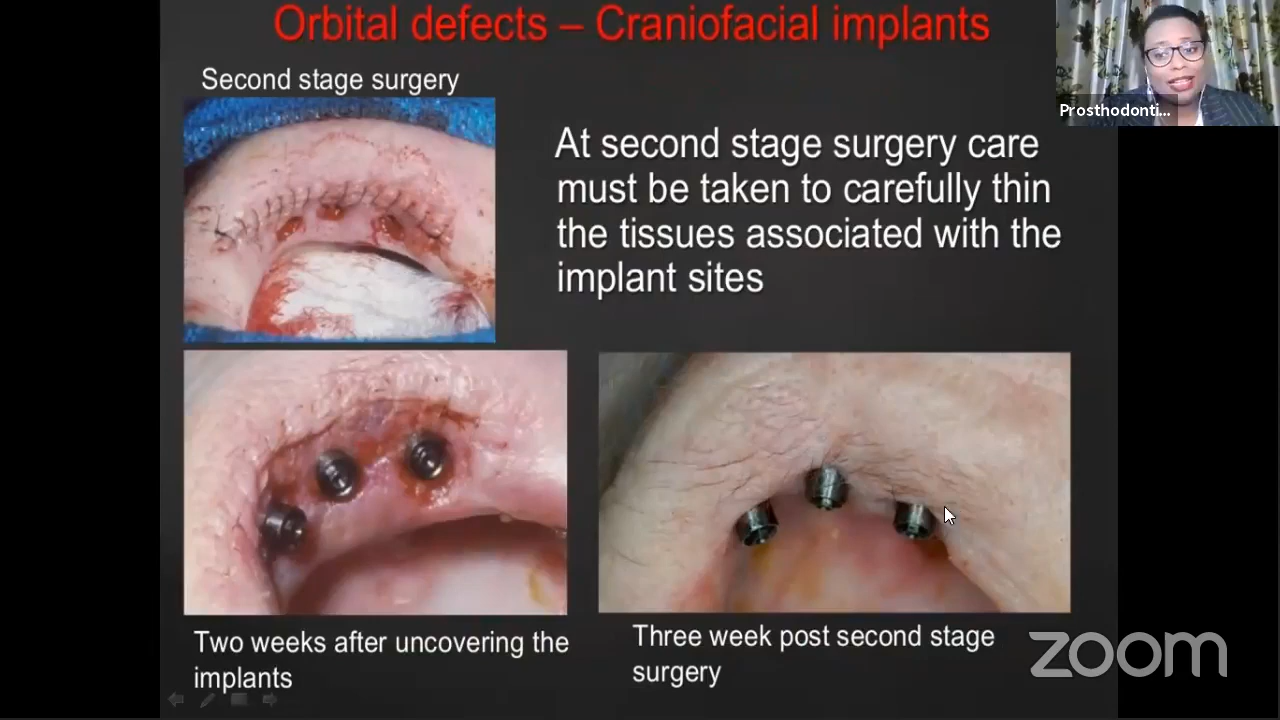 Orbital defects – Craniofacial implants
Second stage surgery
Prosthodonti...
At second stage surgery care
must be taken to carefully thin
the tissues associated with the
implant sites
Two weeks after uncovering the
implants
Three week post second stage
surgery
zoom